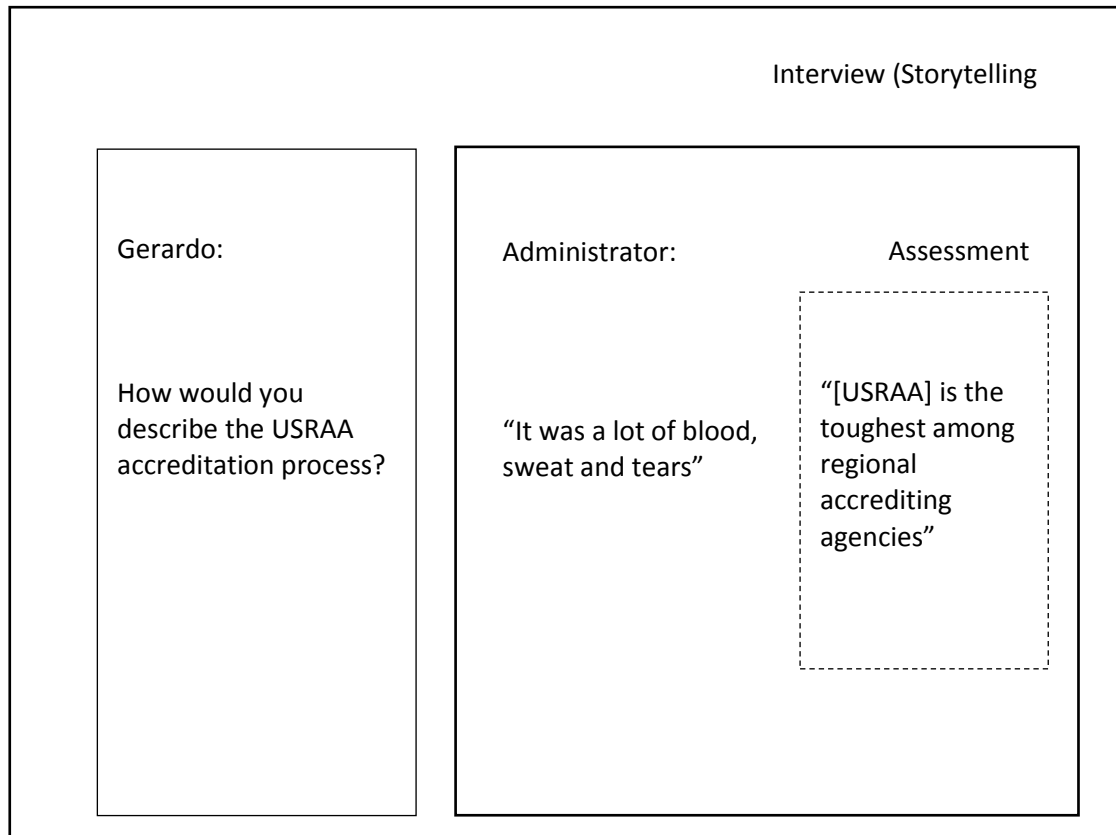 Interview (Storytelling
Gerardo:
How would you
describe the USRAA
accreditation process?
Administrator:
“It was a lot of blood,
sweat and tears”
Assessment
“[USRAA] is the
toughest among
regional
accrediting
agencies”